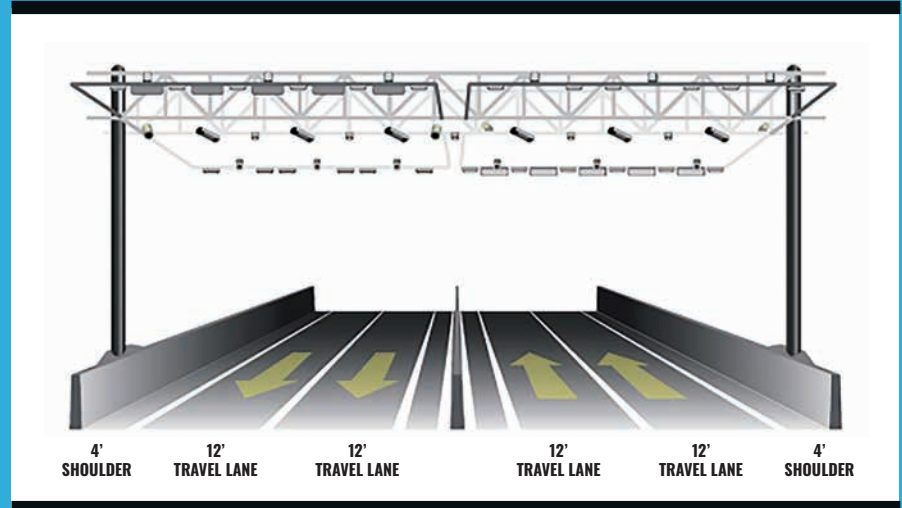 4’
SHOULDER
12’
TRAVEL LANE
12’
TRAVEL LANE
12’
TRAVEL LANE
12’
TRAVEL LANE
4’
SHOULDER